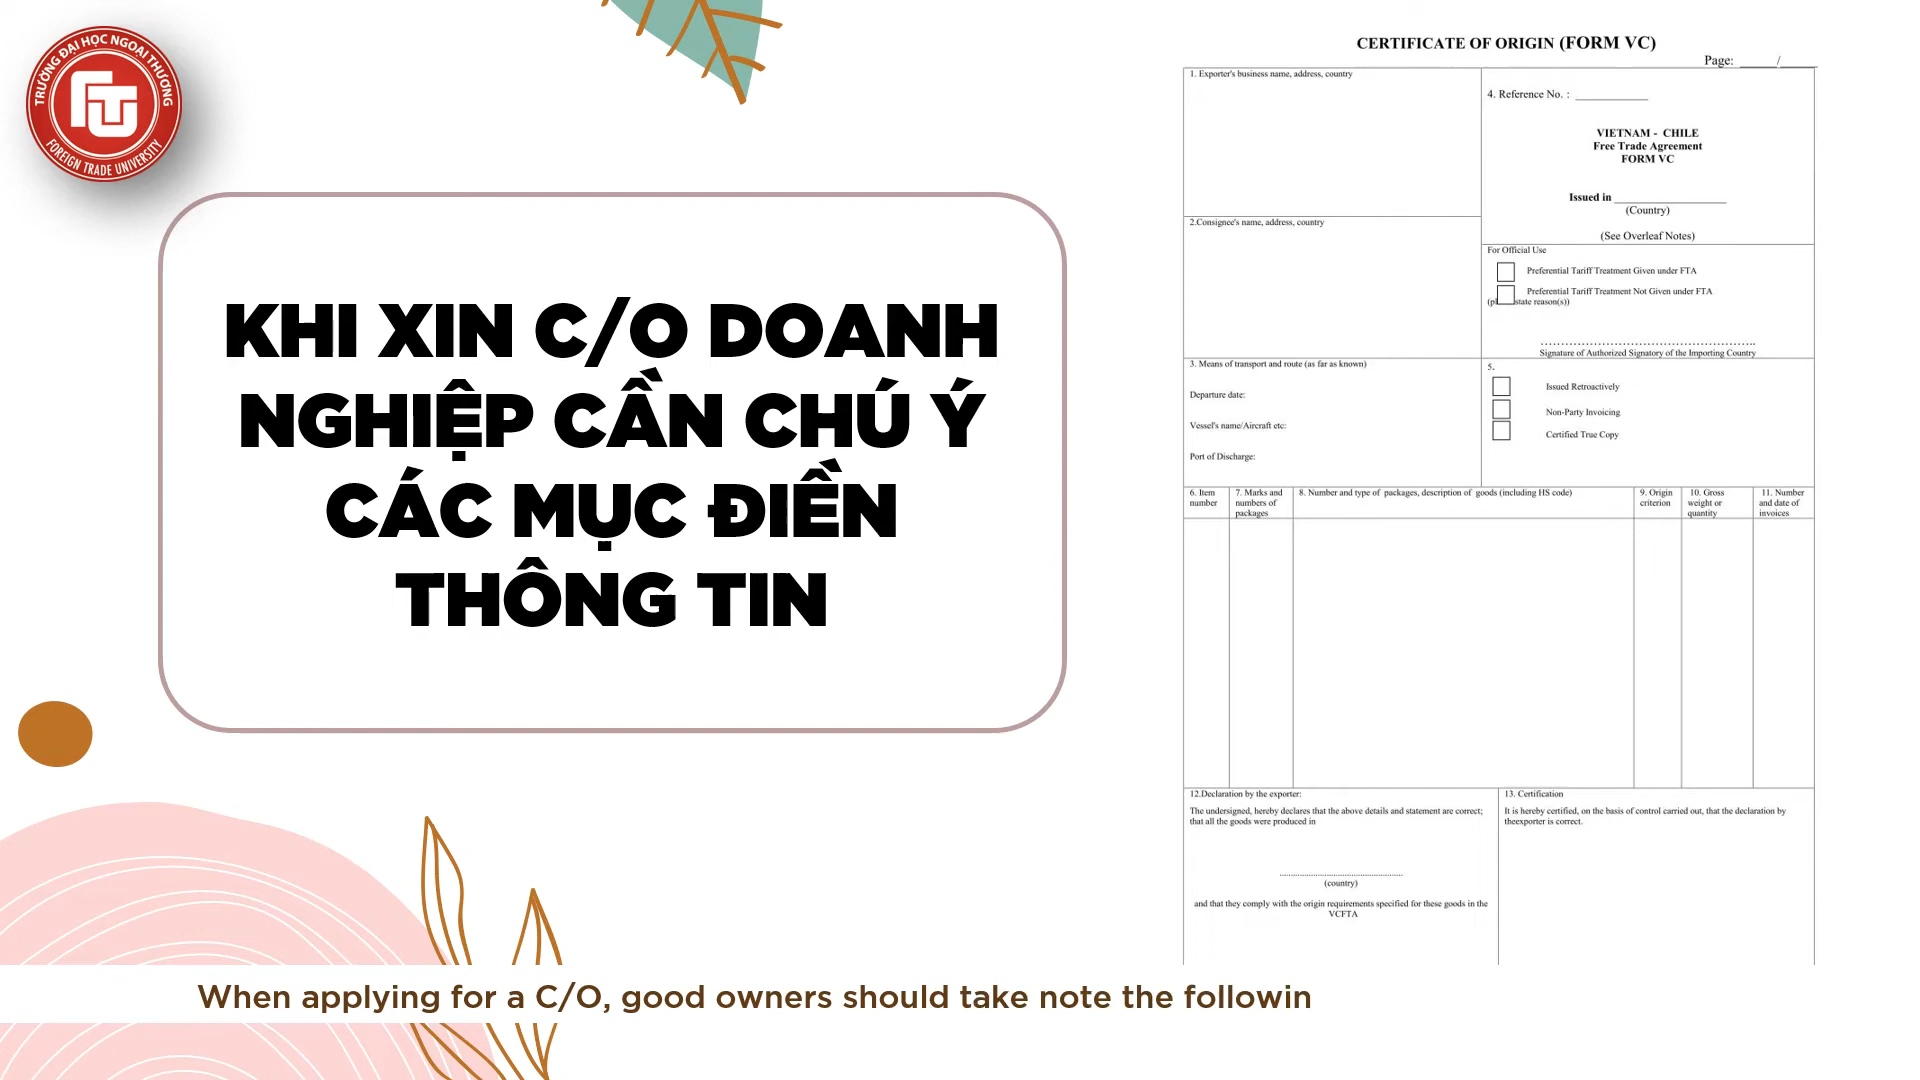 TRƯỜNG ĐẠI HỌC NGOẠI THƯƠNG
FOREIGN TRADE UNIVERSITY
KHI XIN C/O DOANH
NGHIỆP CẦN CHÚ Ý
CÁC MỤC ĐIỀN
THÔNG TIN
CERTIFICATE OF ORIGIN (FORM VC)
Page: ______/______
1. Exporter's business name, address, country
4. Reference No. : _____________
VIETNAM - CHILE
Free Trade Agreement
FORM VC
Issued in ____________________
(Country)
(See Overleaf Notes)
2.Consignee's name, address, country
For Official Use
Preferential Tariff Treatment Given under FTA
Preferential Tariff Treatment Not Given under FTA
state reason(s))
....................................................
Signature of Authorized Signatory of the Importing Country
3. Means of transport and route (as far as known)
Departure date:
Vessel's name/Aircraft etc:
Port of Discharge:
5.
Issued Retroactively
Non-Party Invoicing
Certified True Copy
6. Item
number
7. Marks and
numbers of
packages
8. Number and type of packages, description of goods (including HS code)
9. Origin
criterion
10. Gross
weight or
quantity
11. Number
and date of
invoices
12.Declaration by the exporter:
The undersigned, hereby declares that the above details and statement are correct;
that all the goods were produced in
....................................................
(country)
and that they comply with the origin requirements specified for these goods in the
VCFTA
13. Certification
It is hereby certified, on the basis of control carried out, that the declaration by
theexporter is correct.
When applying for a C/O, good owners should take note the followin